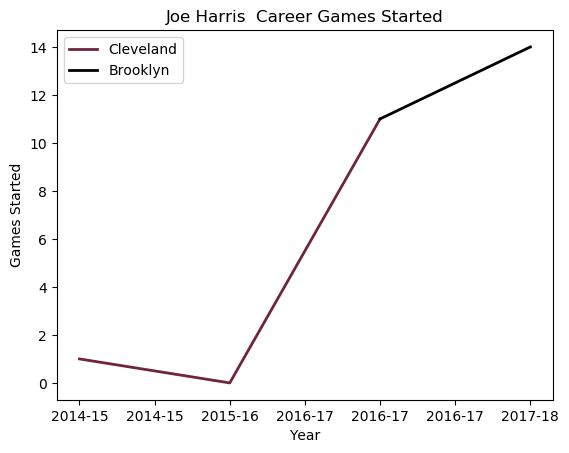 Joe Harris  Career Games Started
Cleveland
Brooklyn
Games Started
14
12
10
8
6
4
2
0
2014-15 2014-15 2015-16 2016-17 2016-17 2016-17 2017-18
Year